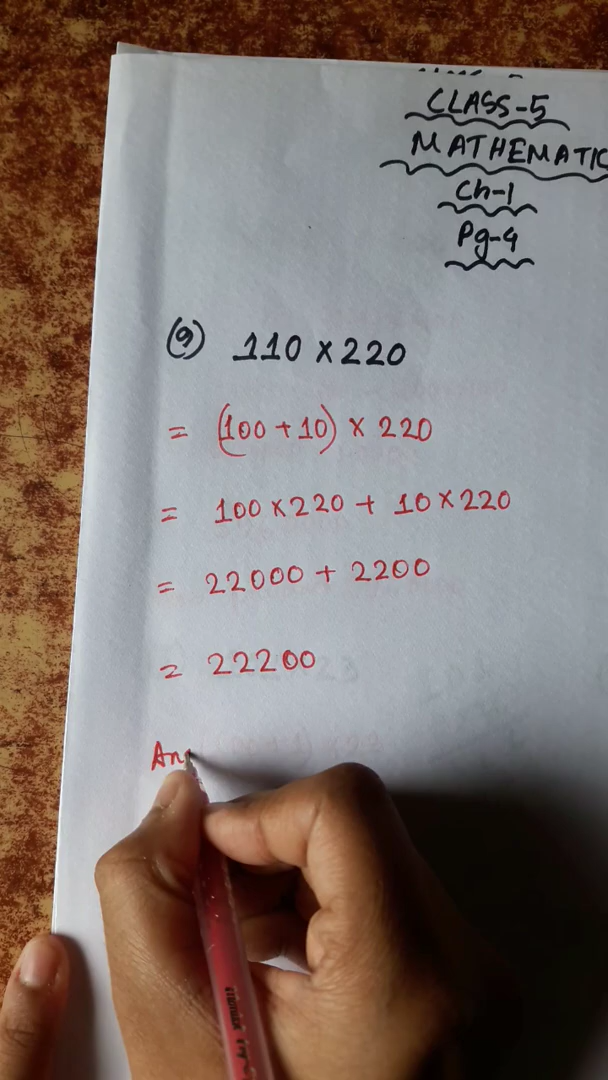 CLASS-5
MATHEMATIC
Ch-1
Pg-4
(9) 110 x 220
= (100 + 10) x 220
= 100 x 220 + 10 x 220
= 22000 + 2200
= 22200
Ans